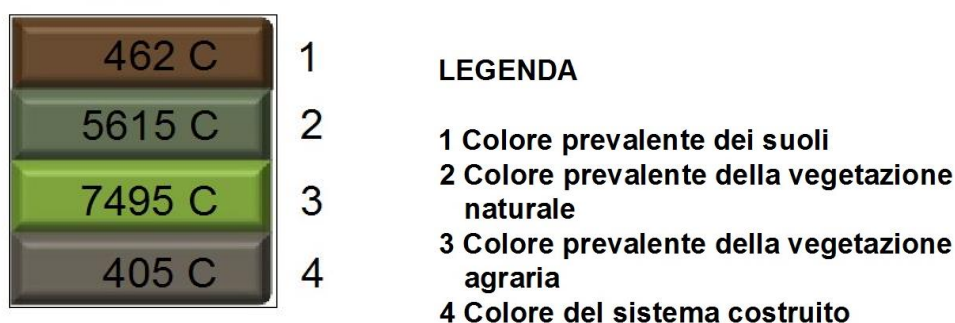 462 C 1
5615 C 2
7495 C 3
405 C 4
LEGENDA
1 Colore prevalente dei suoli
2 Colore prevalente della vegetazione
naturale
3 Colore prevalente della vegetazione
agraria
4 Colore del sistema costruito